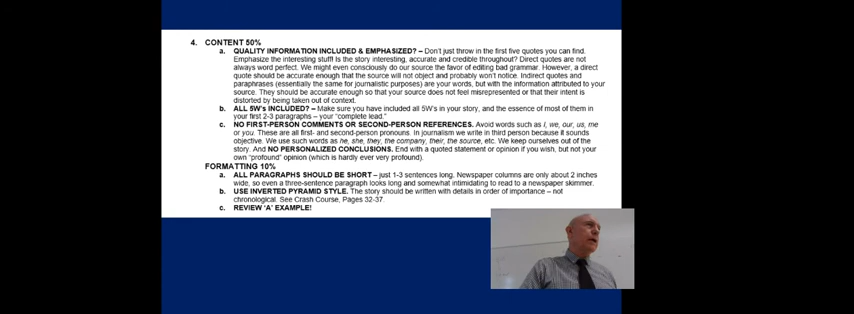 4. CONTENT 50%
a. QUALITY INFORMATION INCLUDED & EMPHASIZED? – Don't just throw in the first five quotes you can find.
Emphasize the interesting stuff! Is the story interesting, accurate and credible throughout? Direct quotes are not
always word perfect. We might even consciously do our source the favor of editing bad grammar. However, a direct
quote should be accurate enough that the source will not object and probably won't notice. Indirect quotes and
paraphrases (essentially the same for journalistic purposes) are your words, but with the information attributed to your
source. They should be accurate enough so that your source does not feel misrepresented or that their intent is
distorted by being taken out of context.
b. ALL 5W's INCLUDED? – Make sure you have included all 5W's in your story, and the essence of most of them in
your first 2-3 paragraphs – your "complete lead."
c. NO FIRST-PERSON COMMENTS OR SECOND-PERSON REFERENCES. Avoid words such as I, we, our, us, me
or you. These are all first- and second-person pronouns. In journalism we write in third person because it sounds
objective. We use such words as he, she, they, the company, their, the source, etc. We keep ourselves out of the
story. And NO PERSONALIZED CONCLUSIONS. End with a quoted statement or opinion if you wish, but not your
own "profound" opinion (which is hardly ever very profound).
FORMATTING 10%
a. ALL PARAGRAPHS SHOULD BE SHORT – just 1-3 sentences long. Newspaper columns are only about 2 inches
wide, so even a three-sentence paragraph looks long and somewhat intimidating to read to a newspaper skimmer.
b. USE INVERTED PYRAMID STYLE. The story should be written with details in order of importance – not
chronological. See Crash Course, Pages 32-37.
c. REVIEW 'A' EXAMPLE!